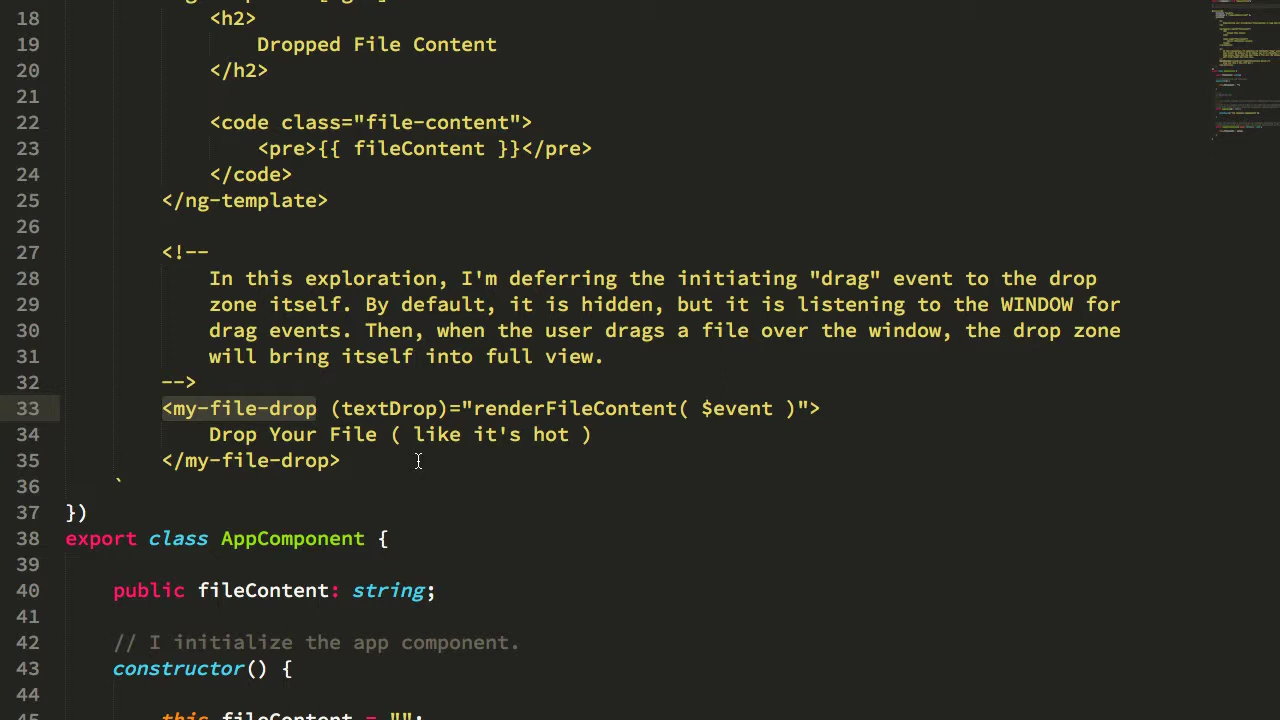 18 <h2>
19 Dropped File Content
20 </h2>
21
22 <code class="file-content">
23 <pre>{{ fileContent }}</pre>
24 </code>
25 </ng-template>
26
27 <!--
28 In this exploration, I'm deferring the initiating "drag" event to the drop
29 zone itself. By default, it is hidden, but it is listening to the WINDOW for
30 drag events. Then, when the user drags a file over the window, the drop zone
31 will bring itself into full view.
32 -->
33 <my-file-drop (textDrop)="renderFileContent( $event )">
34 Drop Your File ( like it's hot )
35 </my-file-drop>
36 `
37 })
38 export class AppComponent {
39
40 public fileContent: string;
41
42 // I initialize the app component.
43 constructor() {
44
45 this.fileContent = "";